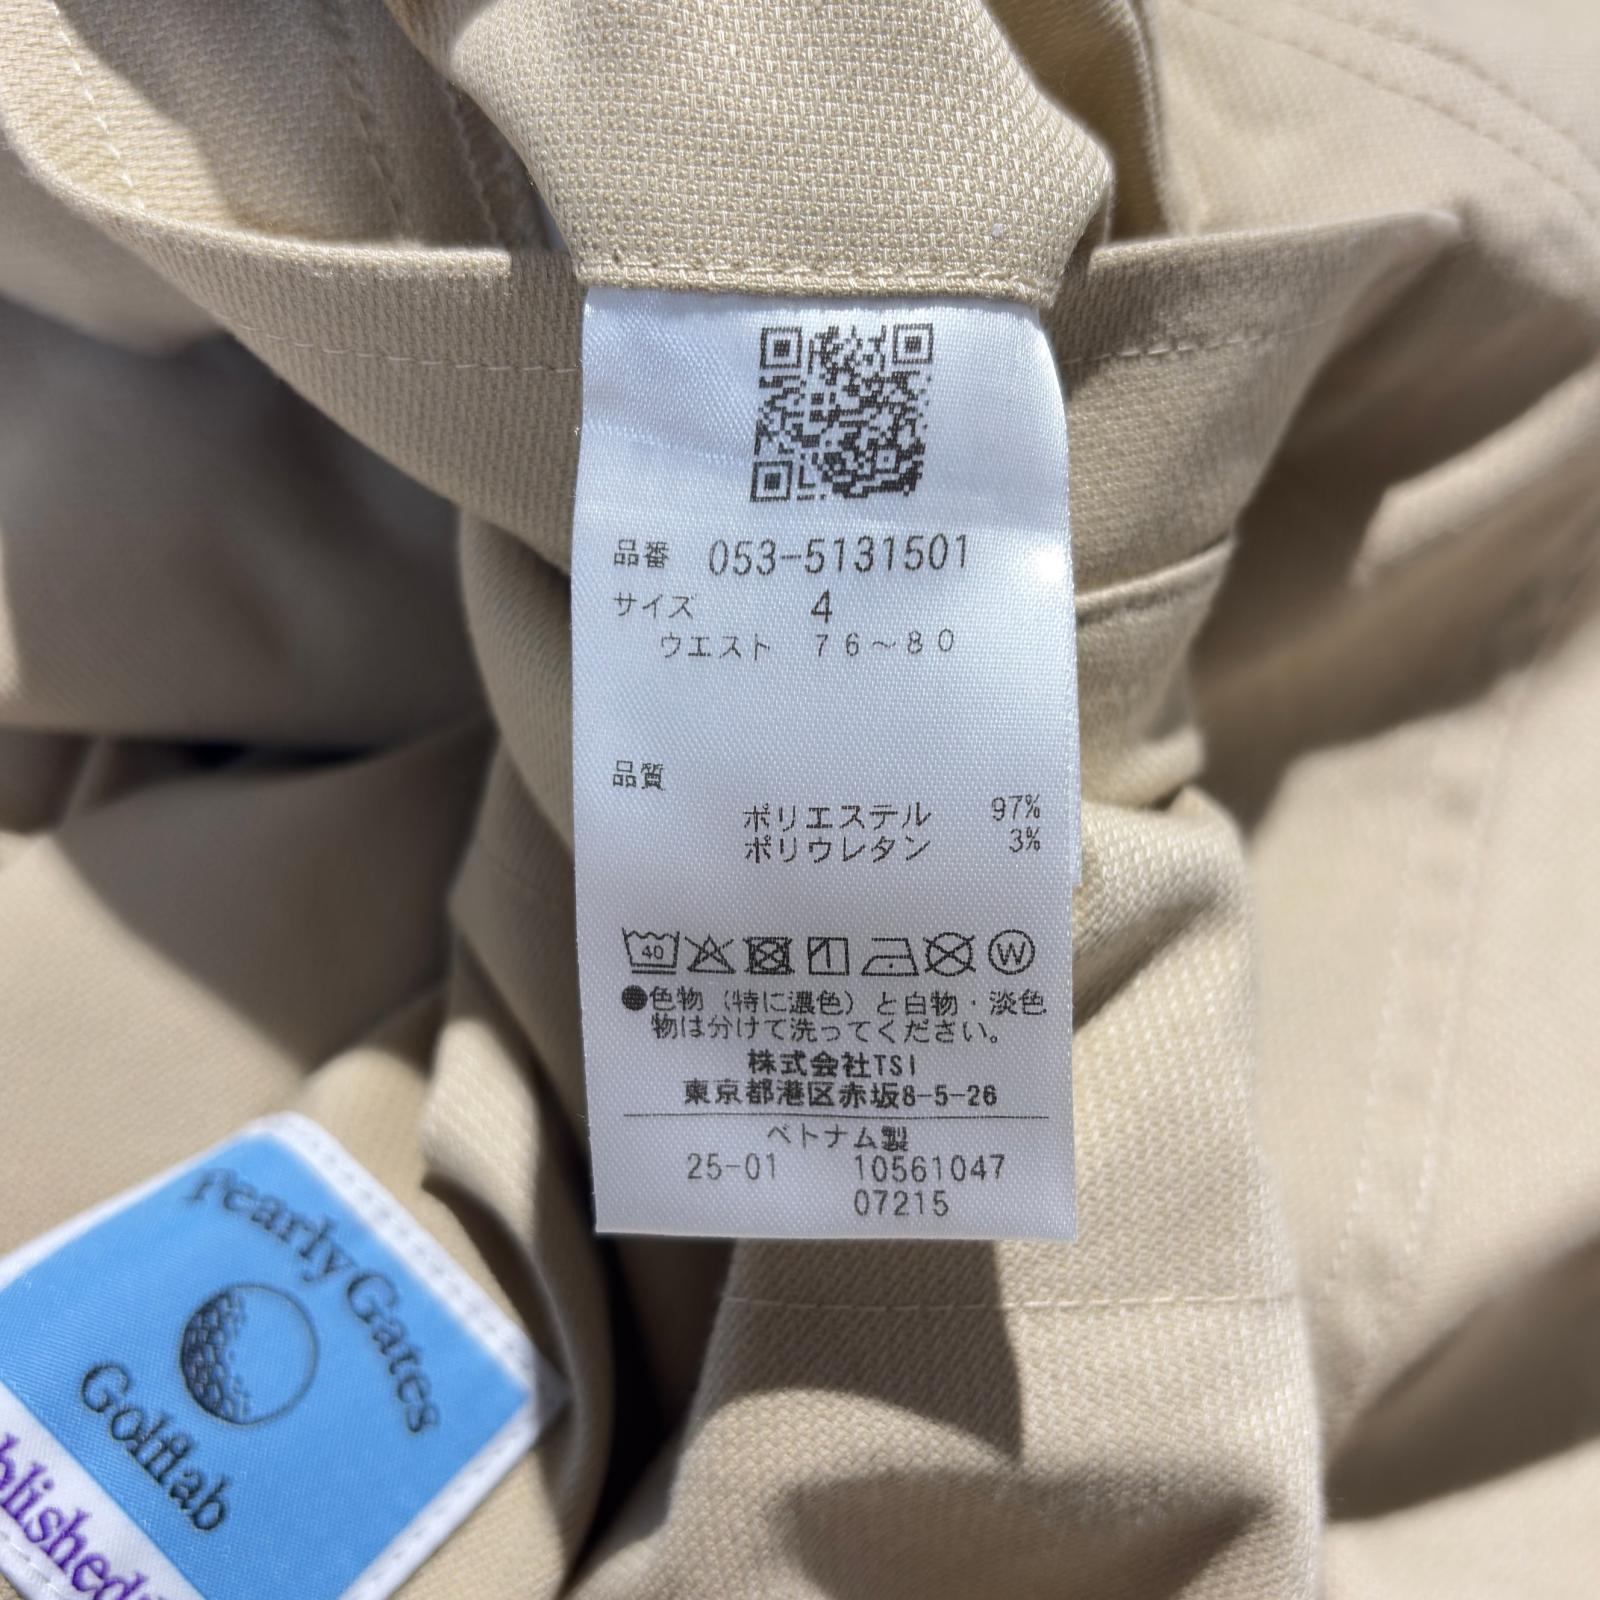 品番 053-5131501
サイズ 4
ウエスト 76～80
品質
ポリエステル 97%
ポリウレタン 3%
40
W
●色物（特に濃色）と白物・淡色
物は分けて洗ってください。
株式会社TSI
東京都港区赤坂8-5-26
ベトナム製
25-01 10561047
07215
Pearly Gates
Golflab
blished